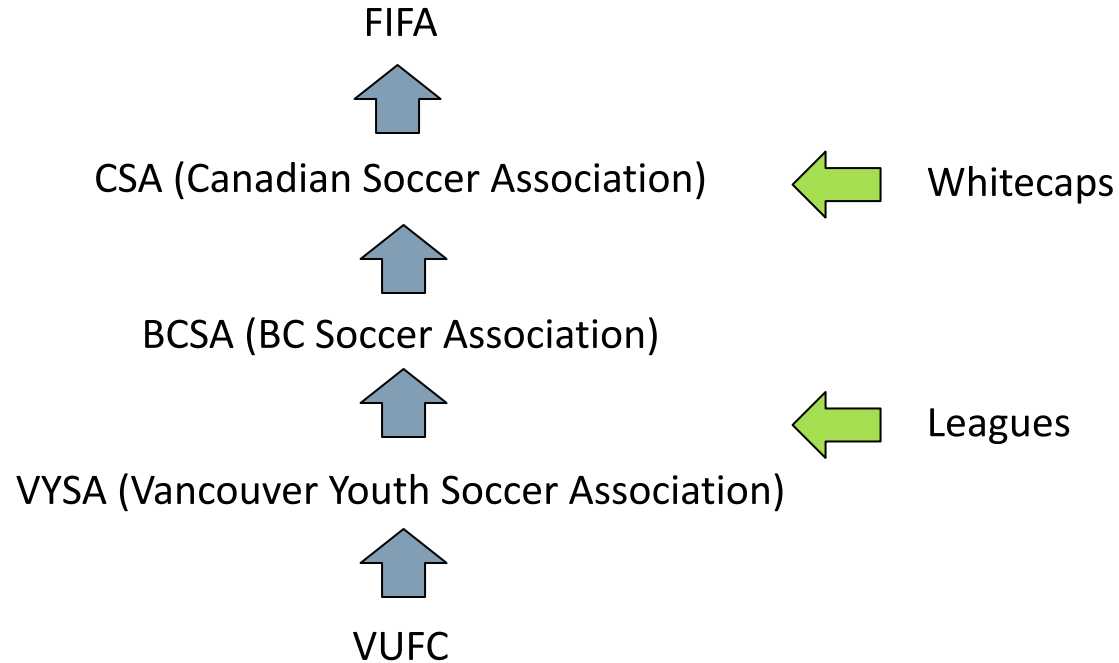 FIFA
CSA (Canadian Soccer Association)
Whitecaps
BCSA (BC Soccer Association)
Leagues
VYSA (Vancouver Youth Soccer Association)
VUFC